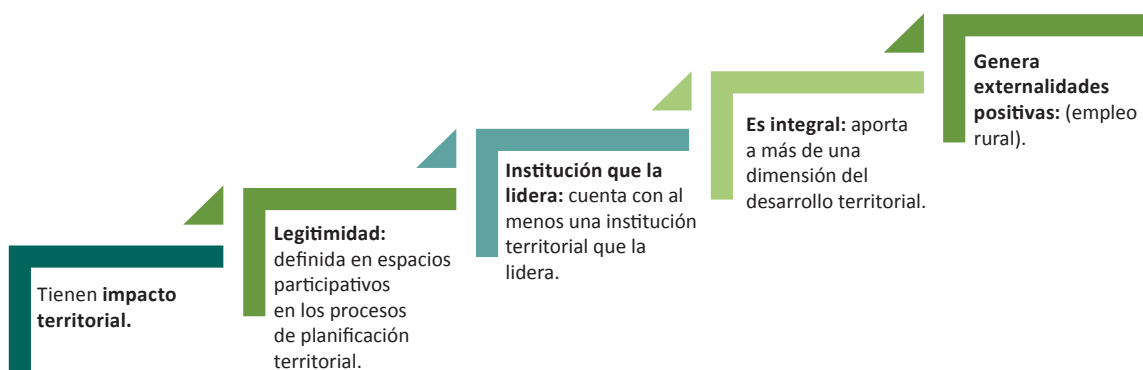 Tienen impacto
territorial.
Legitimidad:
definida en espacios
participativos
en los procesos
de planificación
territorial.
Institución que la
lidera: cuenta con al
menos una institución
territorial que la
lidera.
Es integral: aporta
a más de una
dimensión del
desarrollo territorial.
Genera
externalidades
positivas: (empleo
rural).